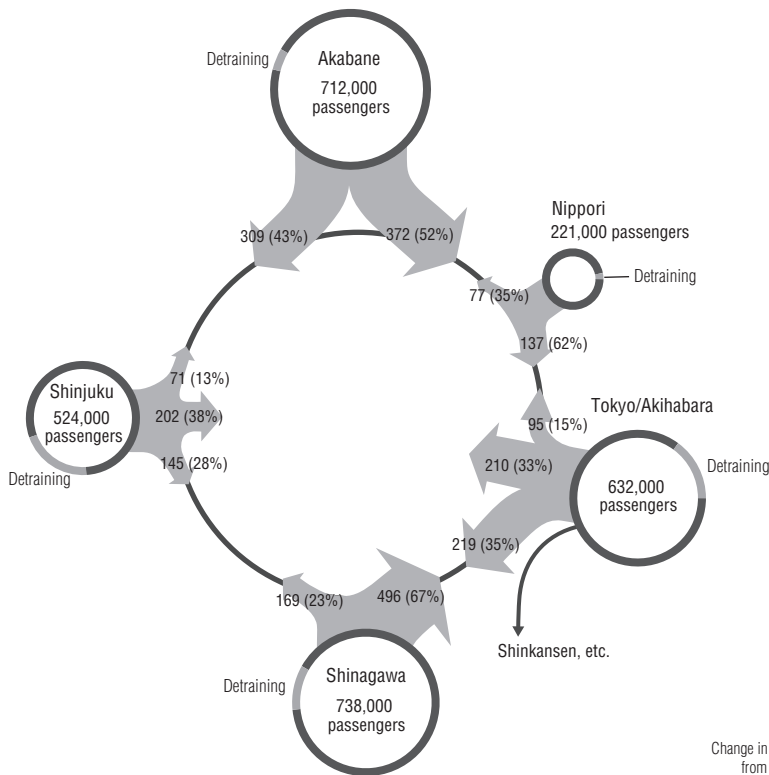 Detraining
Akabane
712,000
passengers
309 (43%)
372 (52%)
Nippori
221,000 passengers
Detraining
77 (35%)
137 (62%)
Shinjuku
524,000
passengers
Detraining
71 (13%)
202 (38%)
145 (28%)
Tokyo/Akihabara
95 (15%)
210 (33%)
632,000
passengers
Detraining
219 (35%)
Shinkansen, etc.
169 (23%)
496 (67%)
Detraining
Shinagawa
738,000
passengers
Change in
from